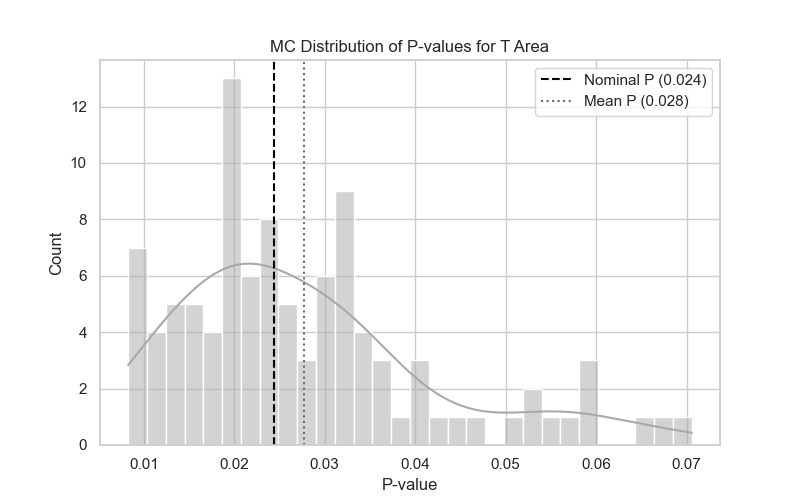 MC Distribution of P-values for T Area
Nominal P (0.024)
Mean P (0.028)
12
10
8
6
4
2
0
Count
0.01 0.02 0.03 0.04 0.05 0.06 0.07
P-value